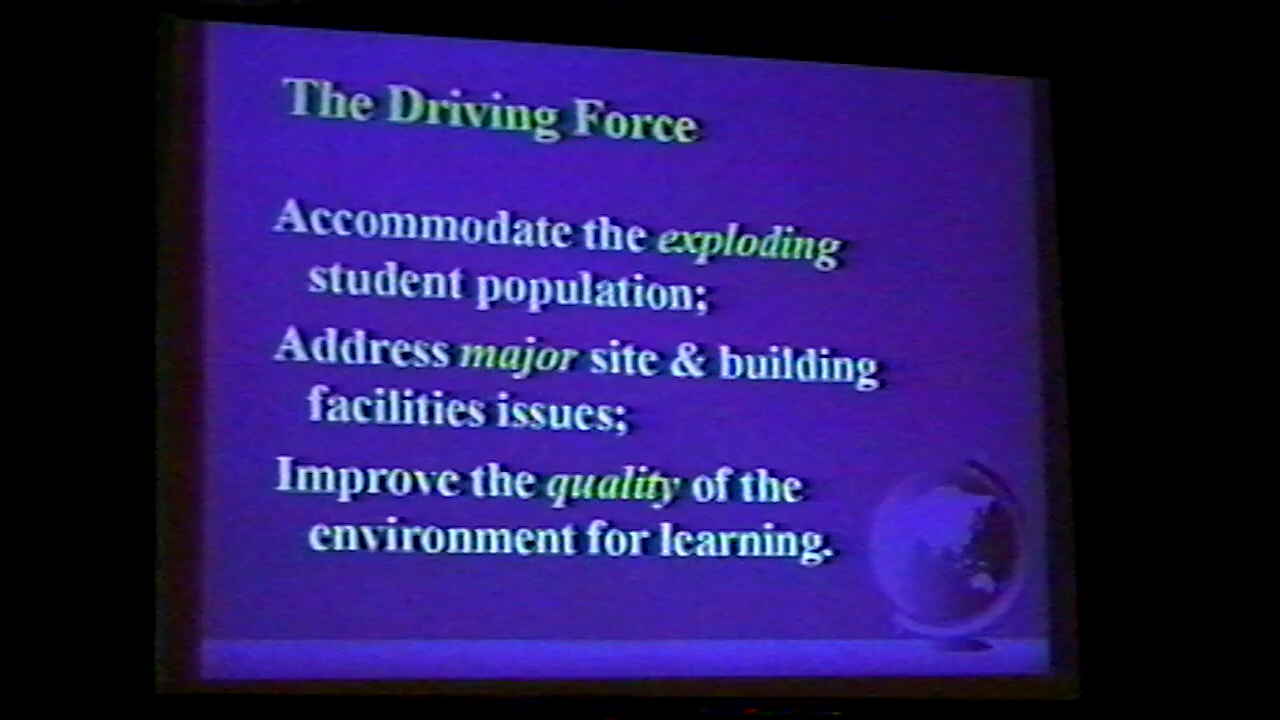 The Driving Force
Accommodate the exploding
student population;
Address major site & building
facilities issues;
Improve the quality of the
environment for learning.